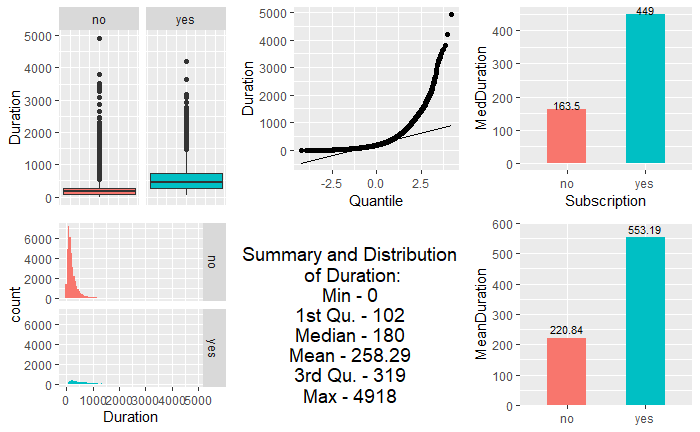 no yes
5000
4000
3000
2000
1000
0
Duration
5000
4000
3000
2000
1000
0
Duration
-2.5 0.0 2.5
Quantile
400
300
200
100
0
MedDuration
163.5
449
no yes
Subscription
6000
4000
2000
0
no
6000
4000
2000
0
yes
count
0 1000 2000 3000 4000 5000
Duration
Summary and Distribution
of Duration:
Min - 0
1st Qu. - 102
Median - 180
Mean - 258.29
3rd Qu. - 319
Max - 4918
600
500
400
300
200
100
0
MeanDuration
220.84
553.19
no yes